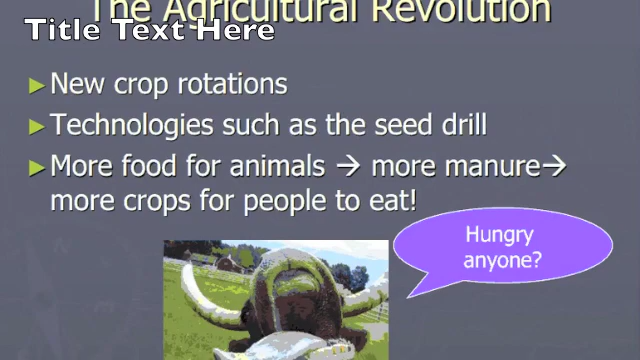 The Agricultural Revolution
Title Text Here
►New crop rotations
►Technologies such as the seed drill
►More food for animals → more manure→
more crops for people to eat!
Hungry
anyone?